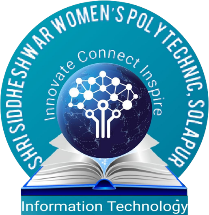 SHRI SIDDHESHWAR WOMEN'S POLYTECHNIC, SOLAPUR
Innovate Connect Inspire
Information Technology